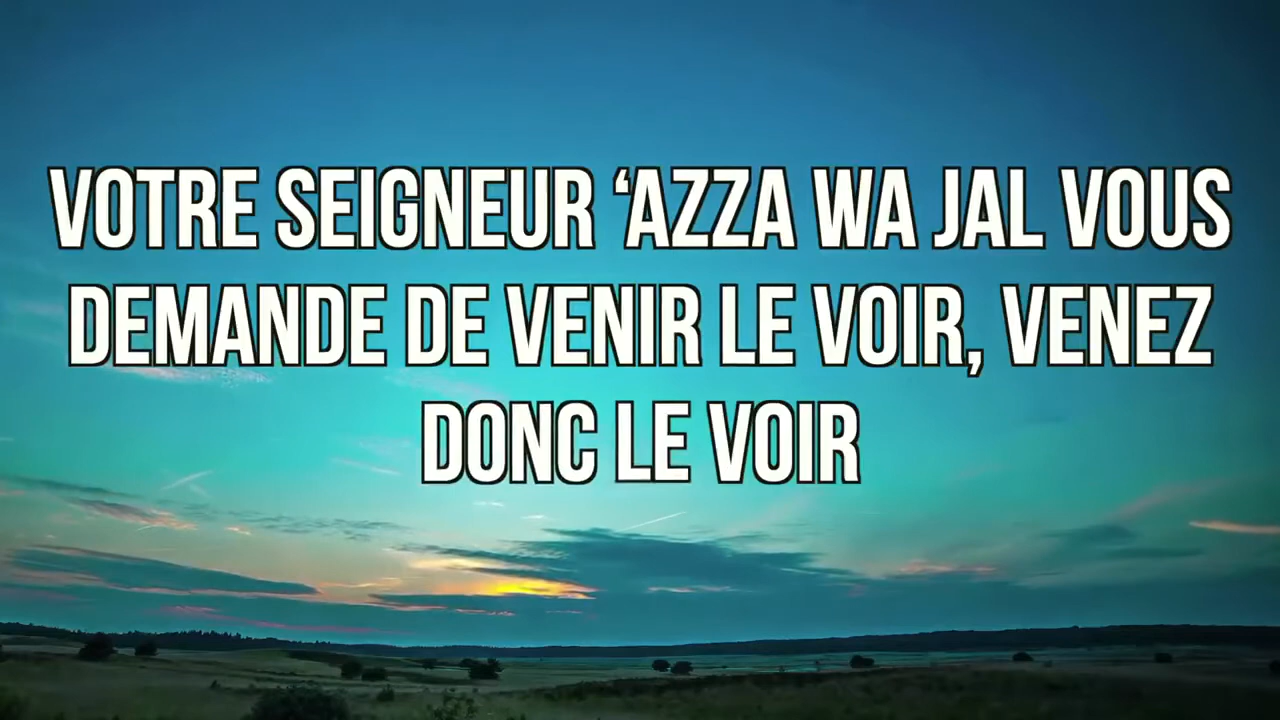 VOTRE SEIGNEUR ‘AZZA WA JAL VOUS
DEMANDE DE VENIR LE VOIR, VENEZ
DONC LE VOIR